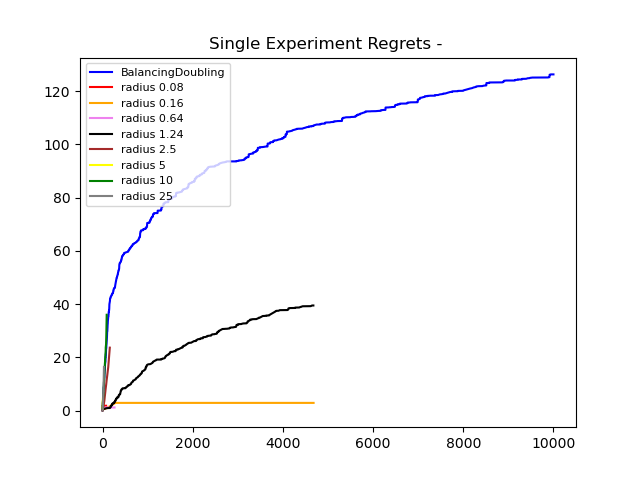 Single Experiment Regrets -
BalancingDoubling
radius 0.08
radius 0.16
radius 0.64
radius 1.24
radius 2.5
radius 5
radius 10
radius 25
120
100
80
60
40
20
0
0 2000 4000 6000 8000 10000